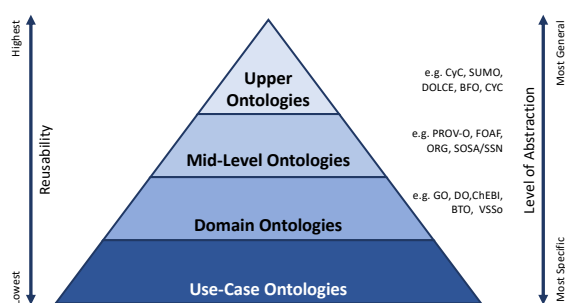 Highest
Reusability
Lowest
Upper
Ontologies
Mid-Level Ontologies
Domain Ontologies
Use-Case Ontologies
e.g. CyC, SUMO,
DOLCE, BFO, CYC
e.g. PROV-O, FOAF,
ORG, SOSA/SSN
e.g. GO, DO,ChEBI,
BTO, VSSo
Most General
Level of Abstraction
Most Specific